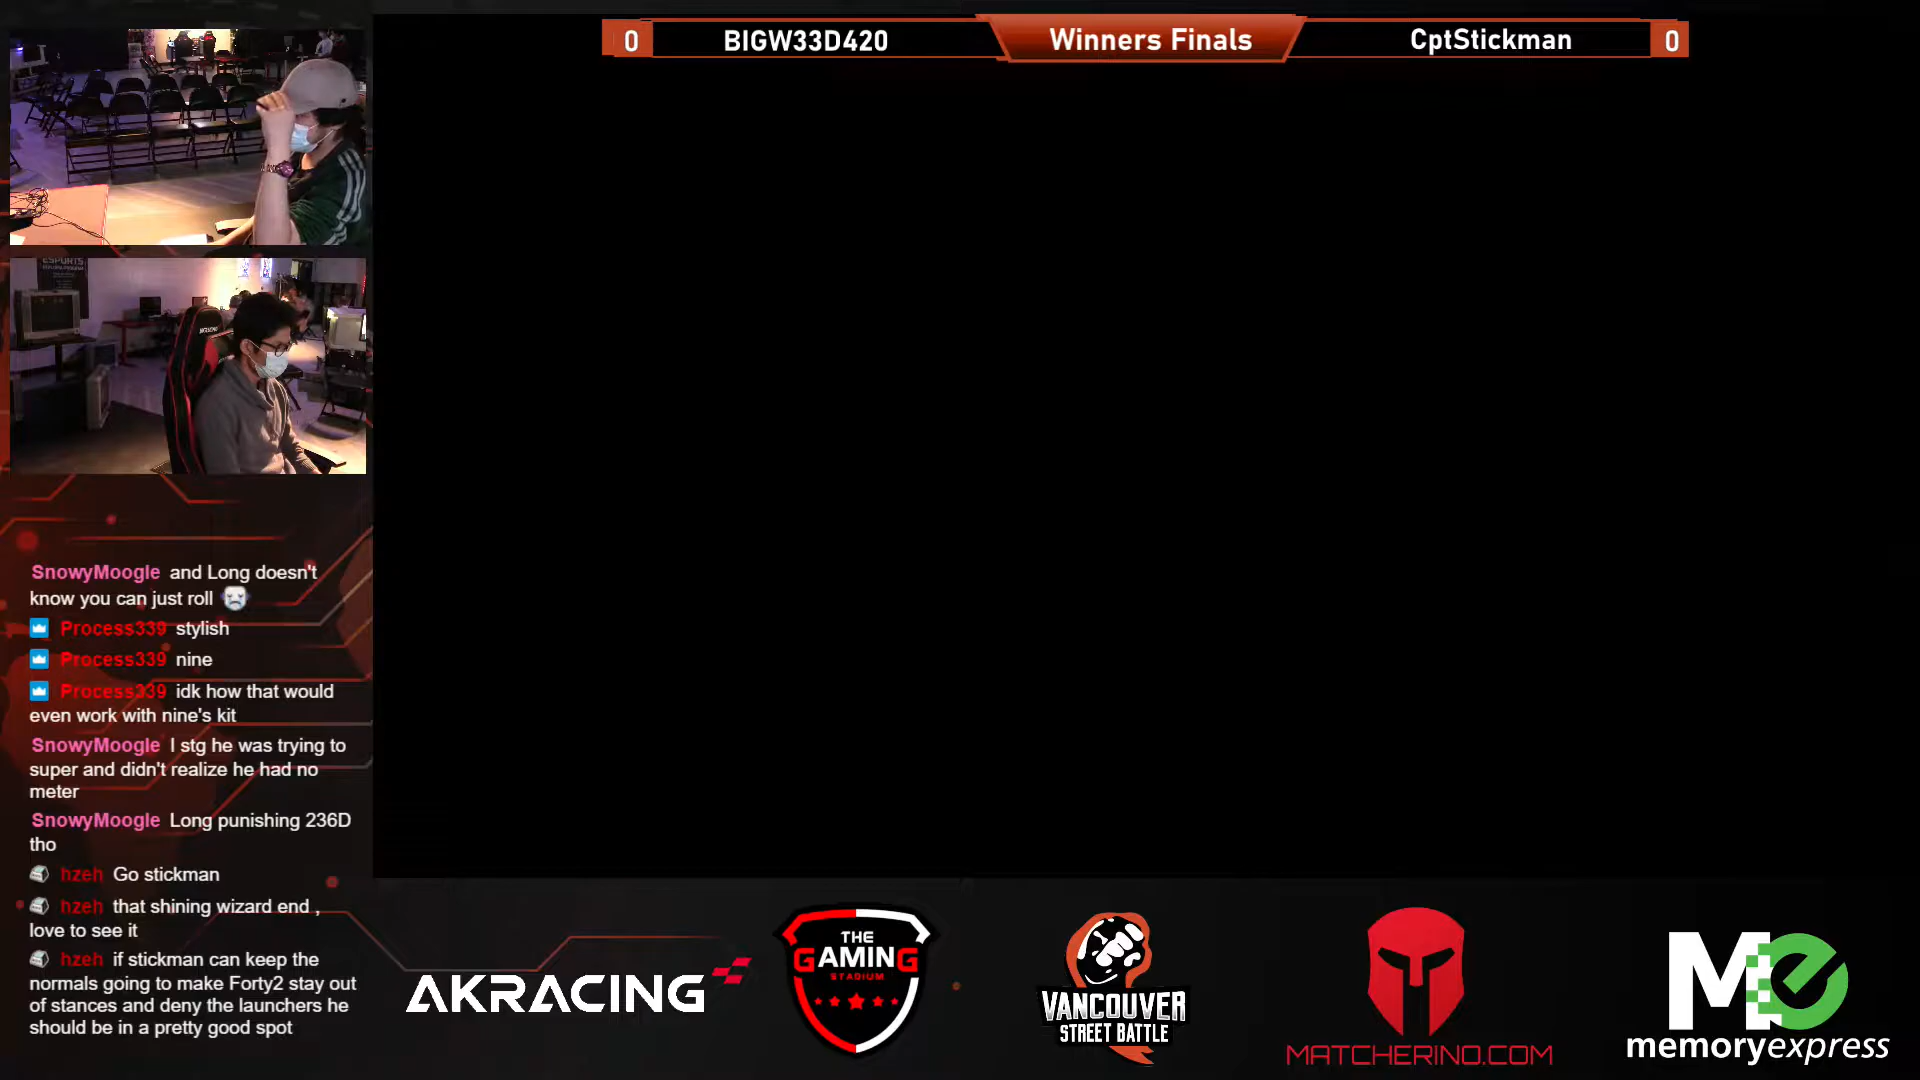 0 BIGW33D420 Winners Finals CptStickman 0
ESPORTS
SnowyMoogle and Long doesn't
know you can just roll
Process339 stylish
Process339 nine
Process339 idk how that would
even work with nine's kit
SnowyMoogle I stg he was trying to
super and didn't realize he had no
meter
SnowyMoogle Long punishing 236D
tho
hzeh Go stickman
hzeh that shining wizard end ,
love to see it
hzeh if stickman can keep the
normals going to make Forty2 stay out
of stances and deny the launchers he
should be in a pretty good spot
AKRACING
THE
GAMING
STADIUM
VANCOUVER
STREET BATTLE
MATCHERINO.COM
ME
memoryexpress